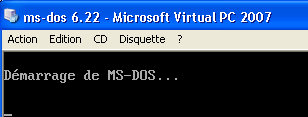 ms-dos 6.22 - Microsoft Virtual PC 2007
Action Edition CD Disquette ?
Démarrage de MS-DOS...